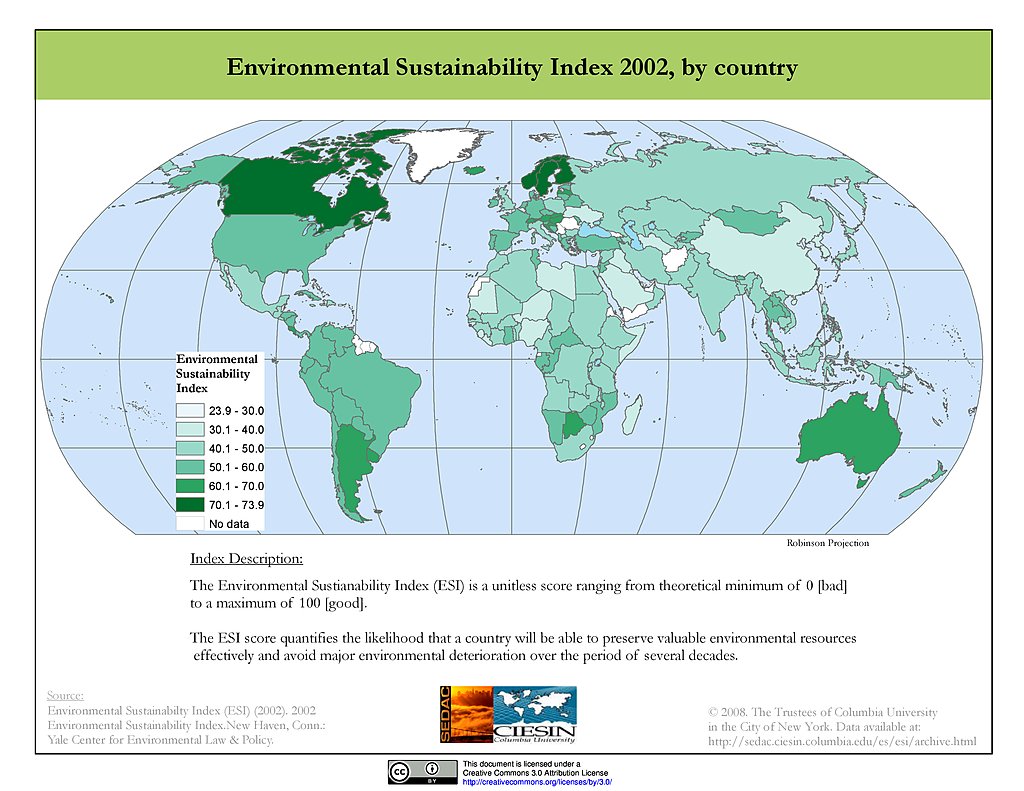 Environmental Sustainability Index 2002, by country
Environmental
Sustainability
Index
23.9 - 30.0
30.1 - 40.0
40.1 - 50.0
50.1 - 60.0
60.1 - 70.0
70.1 - 73.9
No data
Robinson Projection
Index Description:
The Environmental Sustianability Index (ESI) is a unitless score ranging from theoretical minimum of 0 [bad]
to a maximum of 100 [good].
The ESI score quantifies the likelihood that a country will be able to preserve valuable environmental resources
effectively and avoid major environmental deterioration over the period of several decades.
Source:
Environmental Sustainabilty Index (ESI) (2002). 2002
Environmental Sustainability Index.New Haven, Conn.:
Yale Center for Environmental Law & Policy.
SEDAC
CIESIN
Columbia University
© 2008. The Trustees of Columbia University
in the City of New York. Data available at:
http://sedac.ciesin.columbia.edu/es/esi/archive.html
cc
BY
This document is licensed under a
Creative Commons 3.0 Attribution License
http://creativecommons.org/licenses/by/3.0/